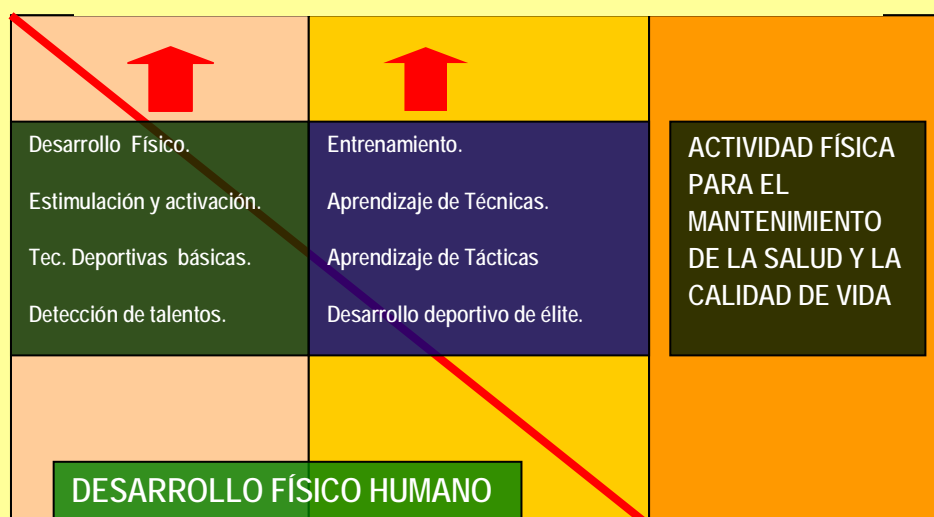 Desarrollo Físico.
Estimulación y activación.
Tec. Deportivas básicas.
Detección de talentos.
Entrenamiento.
Aprendizaje de Técnicas.
Aprendizaje de Tácticas
Desarrollo deportivo de élite.
ACTIVIDAD FÍSICA
PARA EL
MANTENIMIENTO
DE LA SALUD Y LA
CALIDAD DE VIDA
DESARROLLO FÍSICO HUMANO